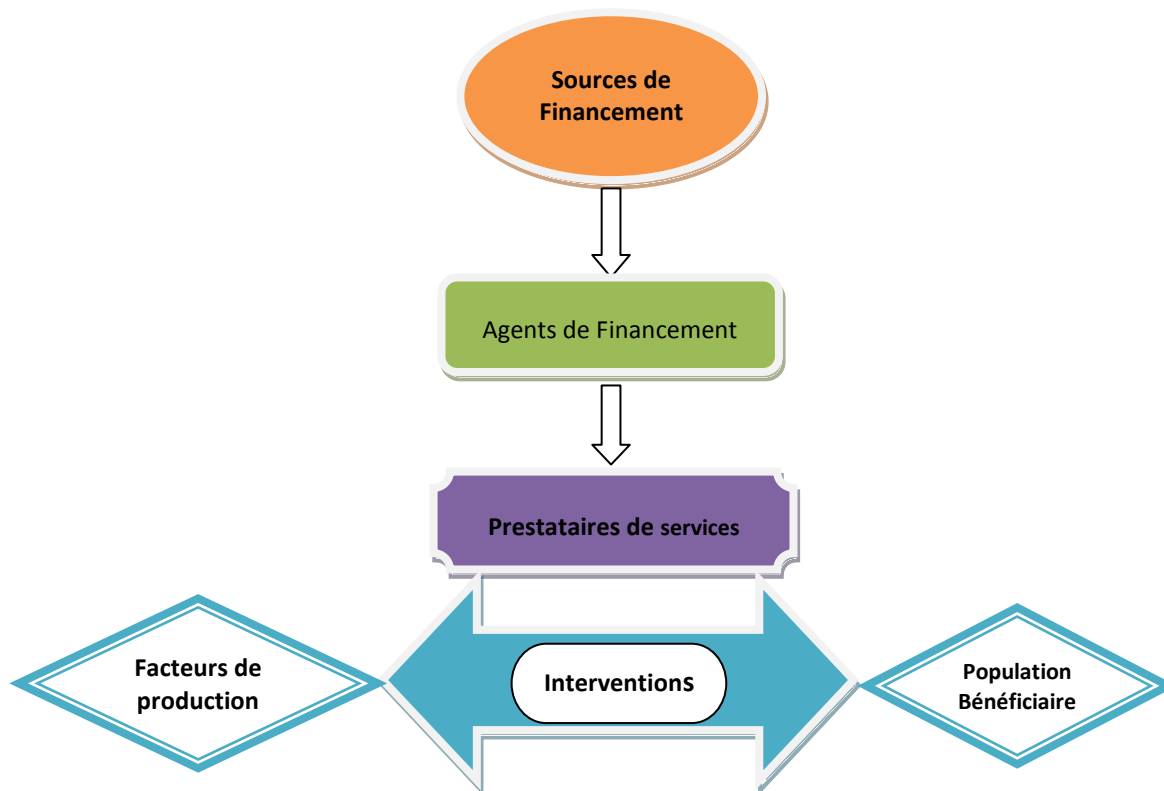 Sources de
Financement
Agents de Financement
Prestataires de services
Facteurs de
production
Interventions
Population
Bénéficiaire